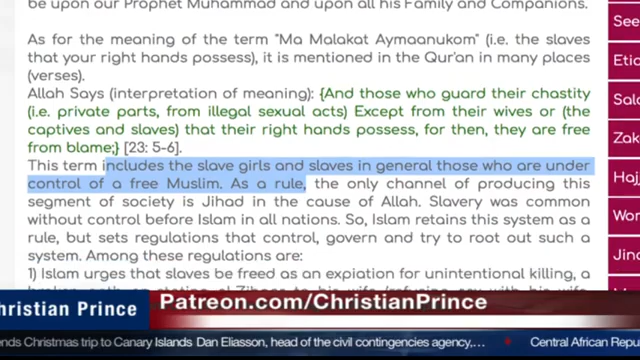 be upon our Prophet Muhammad and upon all his Family and Companions.
As for the meaning of the term "Ma Malakat Aymaanukom" (i.e. the slaves
that your right hands possess), it is mentioned in the Qur'an in many places
(verses).
Allah Says (interpretation of meaning): {And those who guard their chastity
(i.e. private parts, from illegal sexual acts) Except from their wives or (the
captives and slaves) that their right hands possess, for then, they are free
from blame;} [23: 5-6].
This term includes the slave girls and slaves in general those who are under
control of a free Muslim. As a rule, the only channel of producing this
segment of society is Jihad in the cause of Allah. Slavery was common
without control before Islam in all nations. So, Islam retains this system as a
rule, but sets regulations that control, govern and try to root out such a
system. Among these regulations are:
1) Islam urges that slaves be freed as an expiation for unintentional killing, a
See
Etic
Sala
Zak
Hajj
Wor
Jina
hristian Prince
Patreon.com/ChristianPrince
ends Christmas trip to Canary Islands Dan Eliasson, head of the civil contingencies agency,...
Central African Repu